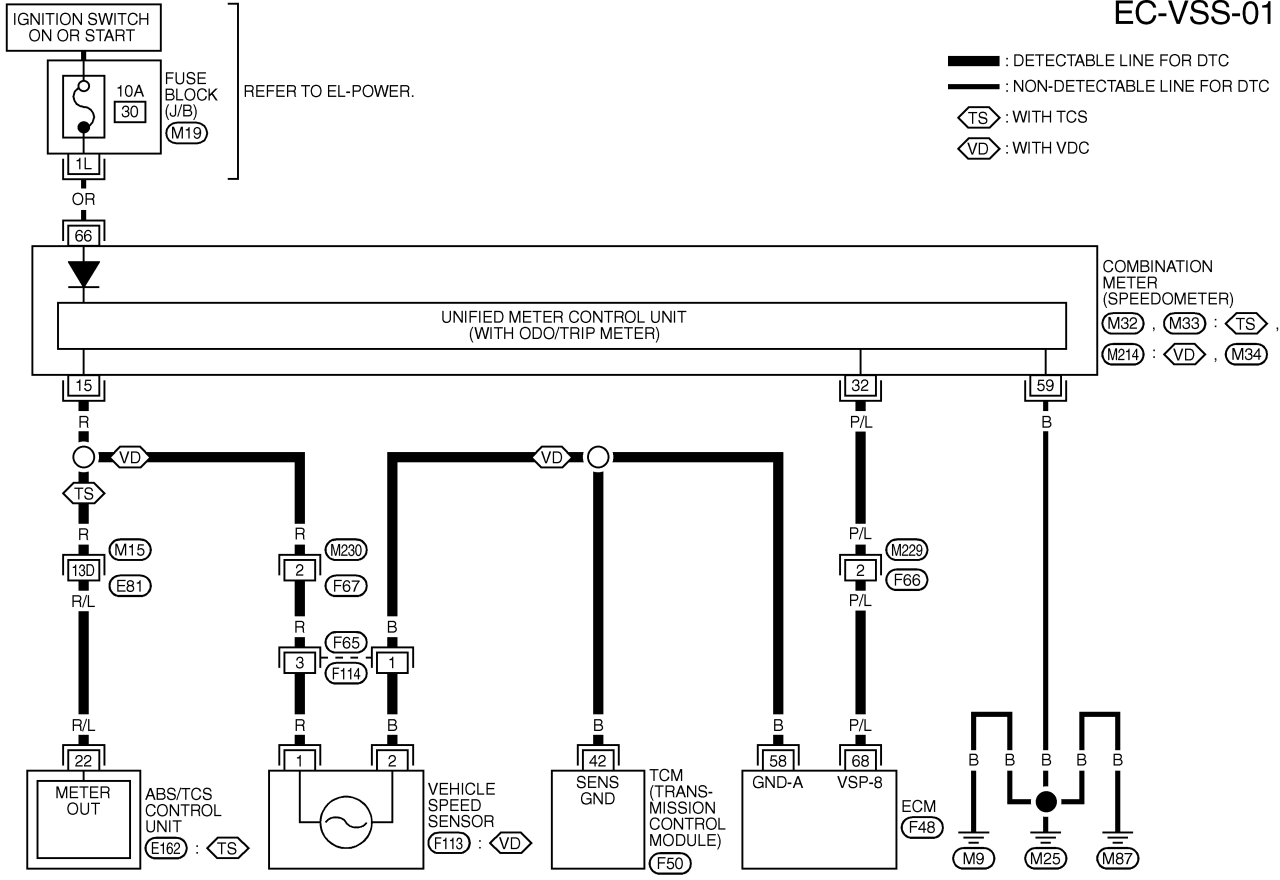 EC-VSS-01
IGNITION SWITCH
ON OR START
FUSE
BLOCK
(J/B)
M19
10A
30
REFER TO EL-POWER.
: DETECTABLE LINE FOR DTC
: NON-DETECTABLE LINE FOR DTC
TS : WITH TCS
VD : WITH VDC
1L
OR
66
UNIFIED METER CONTROL UNIT
(WITH ODO/TRIP METER)
COMBINATION
METER
(SPEEDOMETER)
M32 , M33 : TS ,
M214 : VD , M34
15 32 59
R P/L B
VD VD
TS
R R P/L
M15 M230 M229
13D 2 2
E81 F67 F66
R/L P/L
R B
F65
3 1
F114
R/L R B B B P/L
22 1 2 42 58 68
B B B B B
METER
OUT
ABS/TCS
CONTROL
UNIT
E162 : TS
VEHICLE
SPEED
SENSOR
F113 : VD
SENS
GND
TCM
(TRANS-
MISSION
CONTROL
MODULE)
F50
GND-A VSP-8
ECM
F48
M9 M25 M87